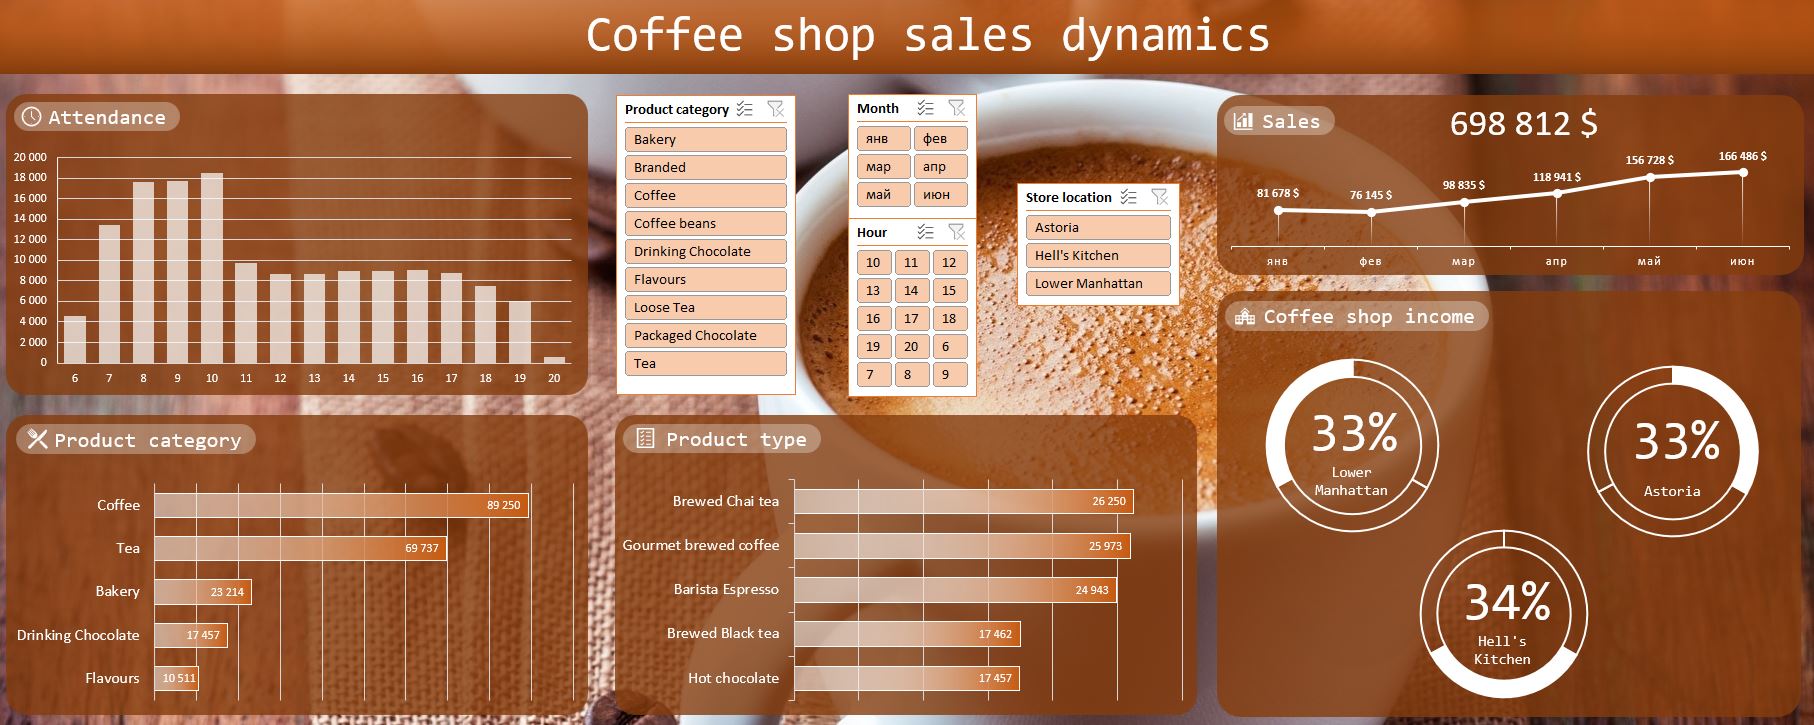 Coffee shop sales dynamics
Attendance
20 000
18 000
16 000
14 000
12 000
10 000
8 000
6 000
4 000
2 000
0
6 7 8 9 10 11 12 13 14 15 16 17 18 19 20
Product category
Bakery
Branded
Coffee
Coffee beans
Drinking Chocolate
Flavours
Loose Tea
Packaged Chocolate
Tea
Month
янв фев
мар апр
май июн
Hour
10 11 12
13 14 15
16 17 18
19 20 6
7 8 9
Store location
Astoria
Hell's Kitchen
Lower Manhattan
Sales
698 812 $
81 678 $ 76 145 $ 98 835 $ 118 941 $ 156 728 $ 166 486 $
янв фев мар апр май июн
Product category
Coffee 89 250
Tea 69 737
Bakery 23 214
Drinking Chocolate 17 457
Flavours 10 511
Product type
Brewed Chai tea 26 250
Gourmet brewed coffee 25 973
Barista Espresso 24 943
Brewed Black tea 17 462
Hot chocolate 17 457
Coffee shop income
33%
Lower
Manhattan
33%
Astoria
34%
Hell's
Kitchen